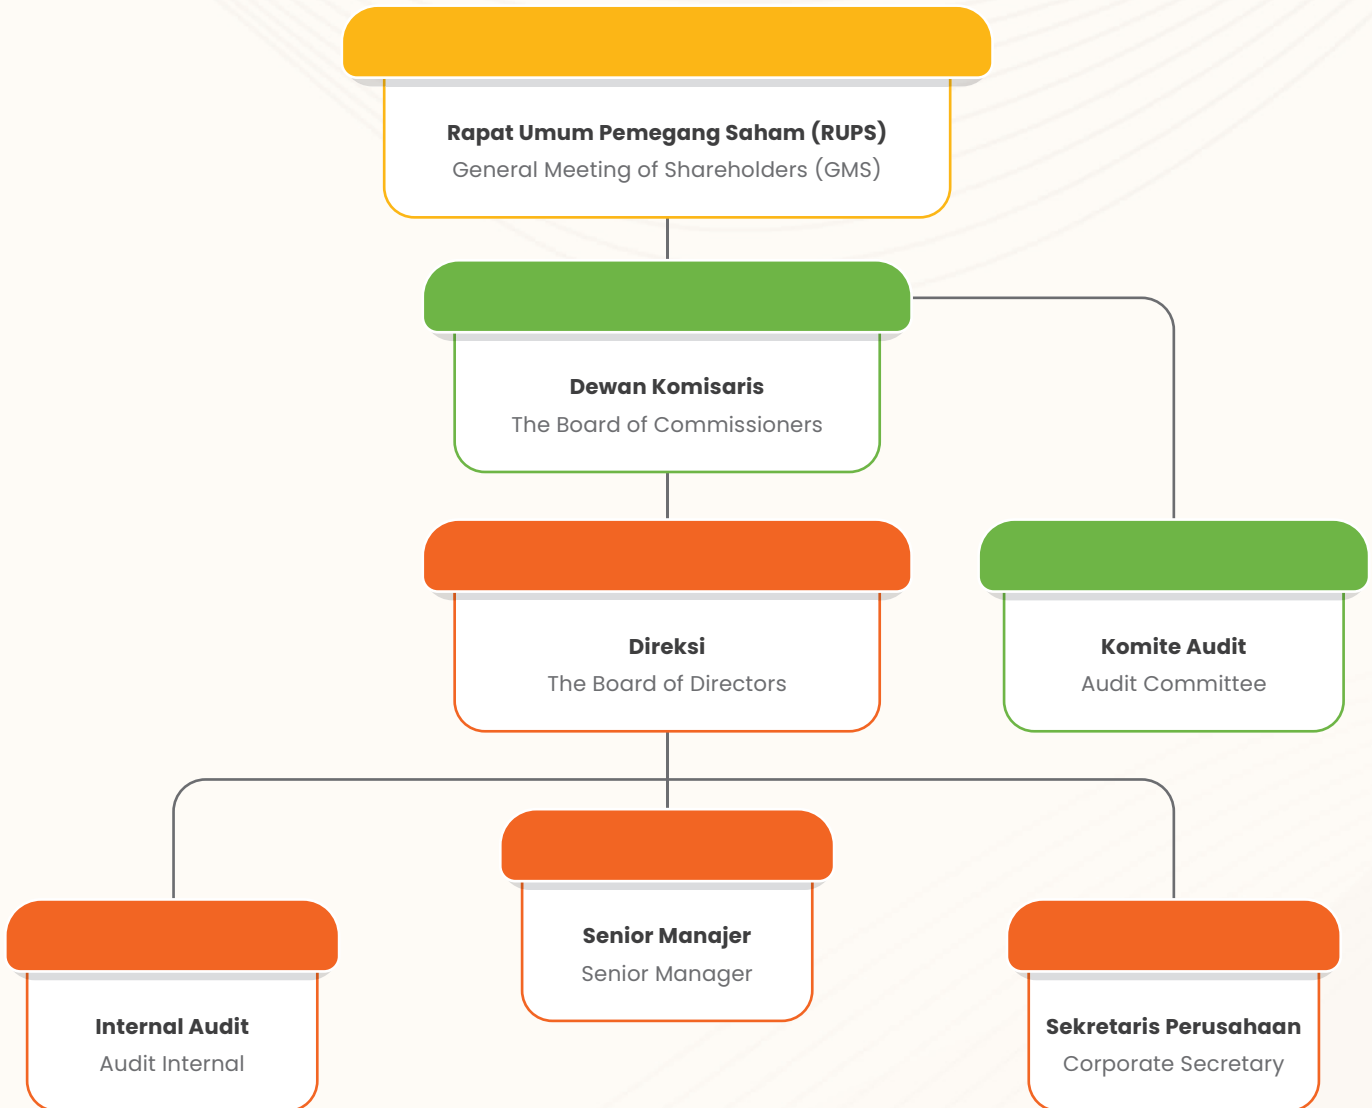 Rapat Umum Pemegang Saham (RUPS)
General Meeting of Shareholders (GMS)
Dewan Komisaris
The Board of Commissioners
Direksi
The Board of Directors
Komite Audit
Audit Committee
Senior Manajer
Senior Manager
Internal Audit
Audit Internal
Sekretaris Perusahaan
Corporate Secretary